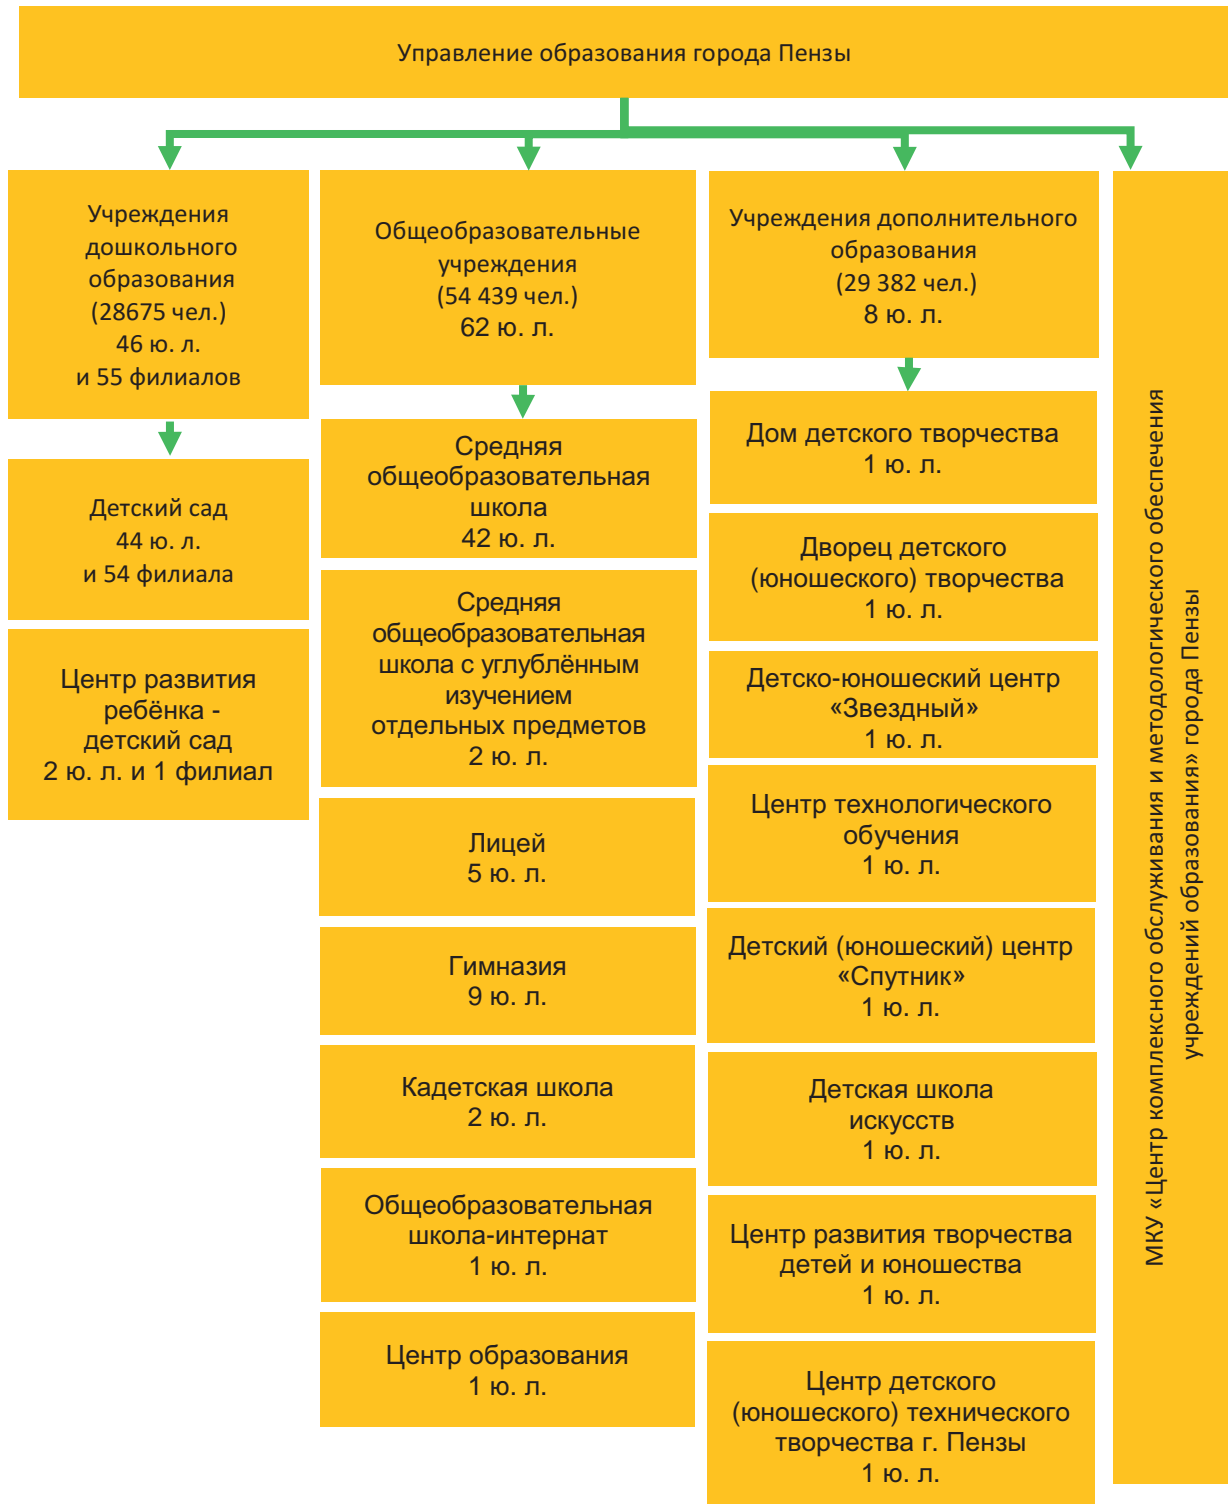 Управление образования города Пензы
Учреждения
дошкольного
образования
(28675 чел.)
46 ю. л.
и 55 филиалов
Детский сад
44 ю. л.
и 54 филиала
Центр развития
ребёнка -
детский сад
2 ю. л. и 1 филиал
Общеобразовательные
учреждения
(54 439 чел.)
62 ю. л.
Средняя
общеобразовательная
школа
42 ю. л.
Средняя
общеобразовательная
школа с углублённым
изучением
отдельных предметов
2 ю. л.
Лицей
5 ю. л.
Гимназия
9 ю. л.
Кадетская школа
2 ю. л.
Общеобразовательная
школа-интернат
1 ю. л.
Центр образования
1 ю. л.
Учреждения дополнительного
образования
(29 382 чел.)
8 ю. л.
Дом детского творчества
1 ю. л.
Дворец детского
(юношеского) творчества
1 ю. л.
Детско-юношеский центр
«Звездный»
1 ю. л.
Центр технологического
обучения
1 ю. л.
Детский (юношеский) центр
«Спутник»
1 ю. л.
Детская школа
искусств
1 ю. л.
Центр развития творчества
детей и юношества
1 ю. л.
Центр детского
(юношеского) технического
творчества г. Пензы
1 ю. л.
МКУ «Центр комплексного обслуживания и методологического обеспечения
учреждений образования» города Пензы